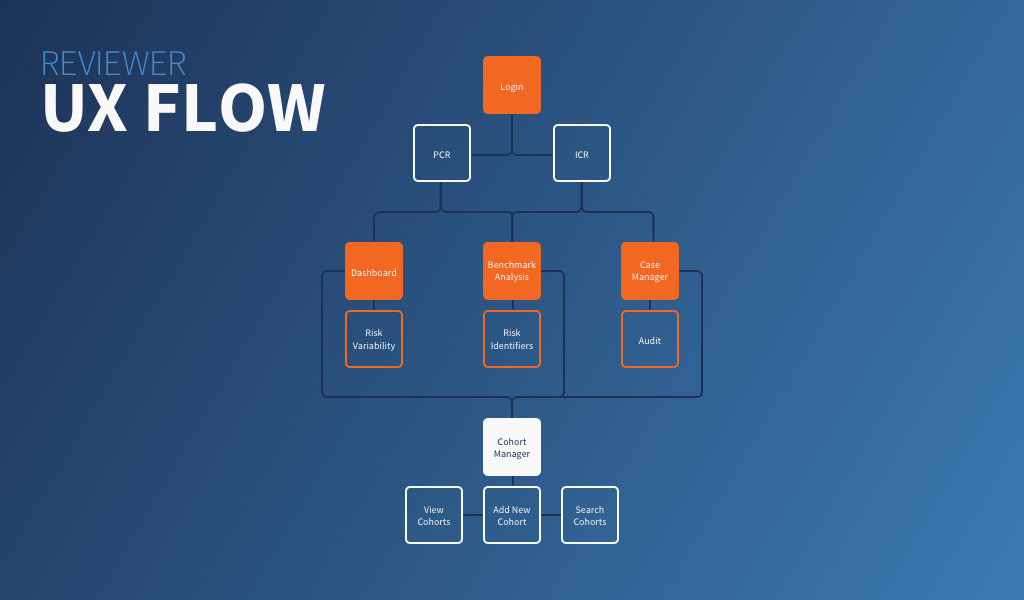 REVIEWER
UX FLOW
Login
PCR
ICR
Dashboard
Benchmark
Analysis
Case
Manager
Risk
Variability
Risk
Identifiers
Audit
Cohort
Manager
View
Cohorts
Add New
Cohort
Search
Cohorts